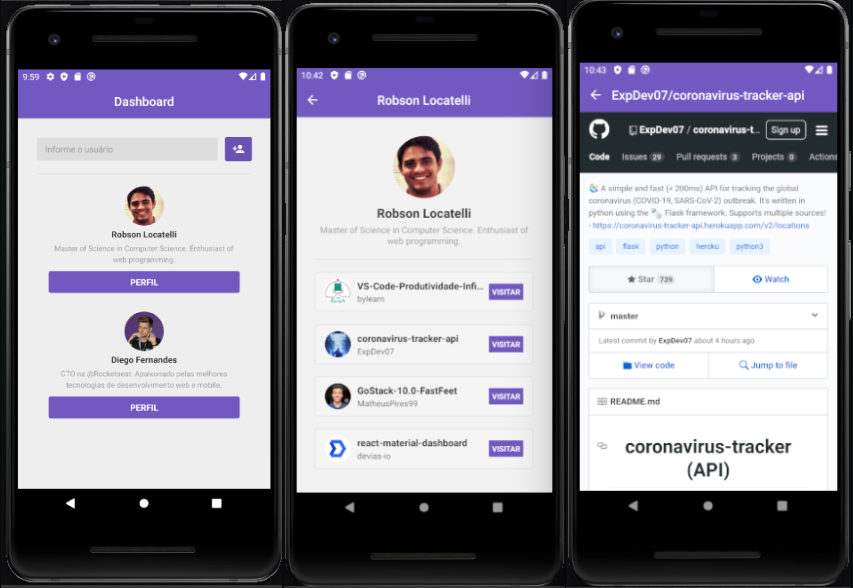 9:59
Dashboard
Informe o usuário
Robson Locatelli
Master of Science in Computer Science. Enthusiast of
web programming.
PERFIL
Diego Fernandes
CTO na @Rocketseat. Apaixonado pelas melhores
tecnologias de desenvolvimento web e mobile.
PERFIL
10:42
Robson Locatelli
Robson Locatelli
Master of Science in Computer Science. Enthusiast of
web programming.
VS-Code-Produtividade-Infi...
bylearn
VISITAR
coronavirus-tracker-api
ExpDev07
VISITAR
GoStack-10.0-FastFeet
MatheusPires99
VISITAR
react-material-dashboard
devias-io
VISITAR
10:43
ExpDev07/coronavirus-tracker-api
ExpDev07 / coronavirus-t... Sign up
Code Issues 29 Pull requests 3 Projects 0 Actions
A simple and fast (< 200ms) API for tracking the global
coronavirus (COVID-19, SARS-CoV-2) outbreak. It's written in
python using the Flask framework. Supports multiple sources!
- https://coronavirus-tracker-api.herokuapp.com/v2/locations
api flask python heroku python3
Star 739 Watch
master
Latest commit by ExpDev07 about 4 hours ago
View code Jump to file
README.md
coronavirus-tracker
(API)